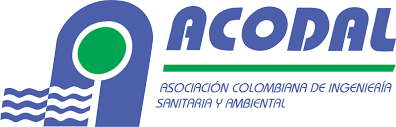 ACODAL
ASOCIACIÓN COLOMBIANA DE INGENIERÍA
SANITARIA Y AMBIENTAL